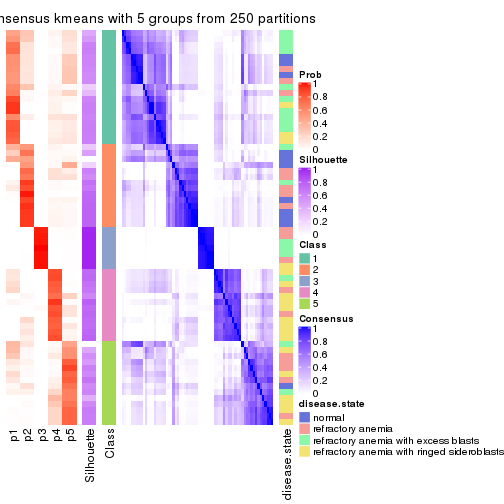 nsensus kmeans with 5 groups from 250 partitions
Prob
1
0.8
0.6
0.4
0.2
0
Silhouette
1
0.8
0.6
0.4
0.2
0
Class
1
2
3
4
5
Consensus
1
0.8
0.6
0.4
0.2
0
disease.state
normal
refractory anemia
refractory anemia with excess blasts
refractory anemia with ringed sideroblasts
p1
p2
p3
p4
p5
Silhouette
Class
disease.state